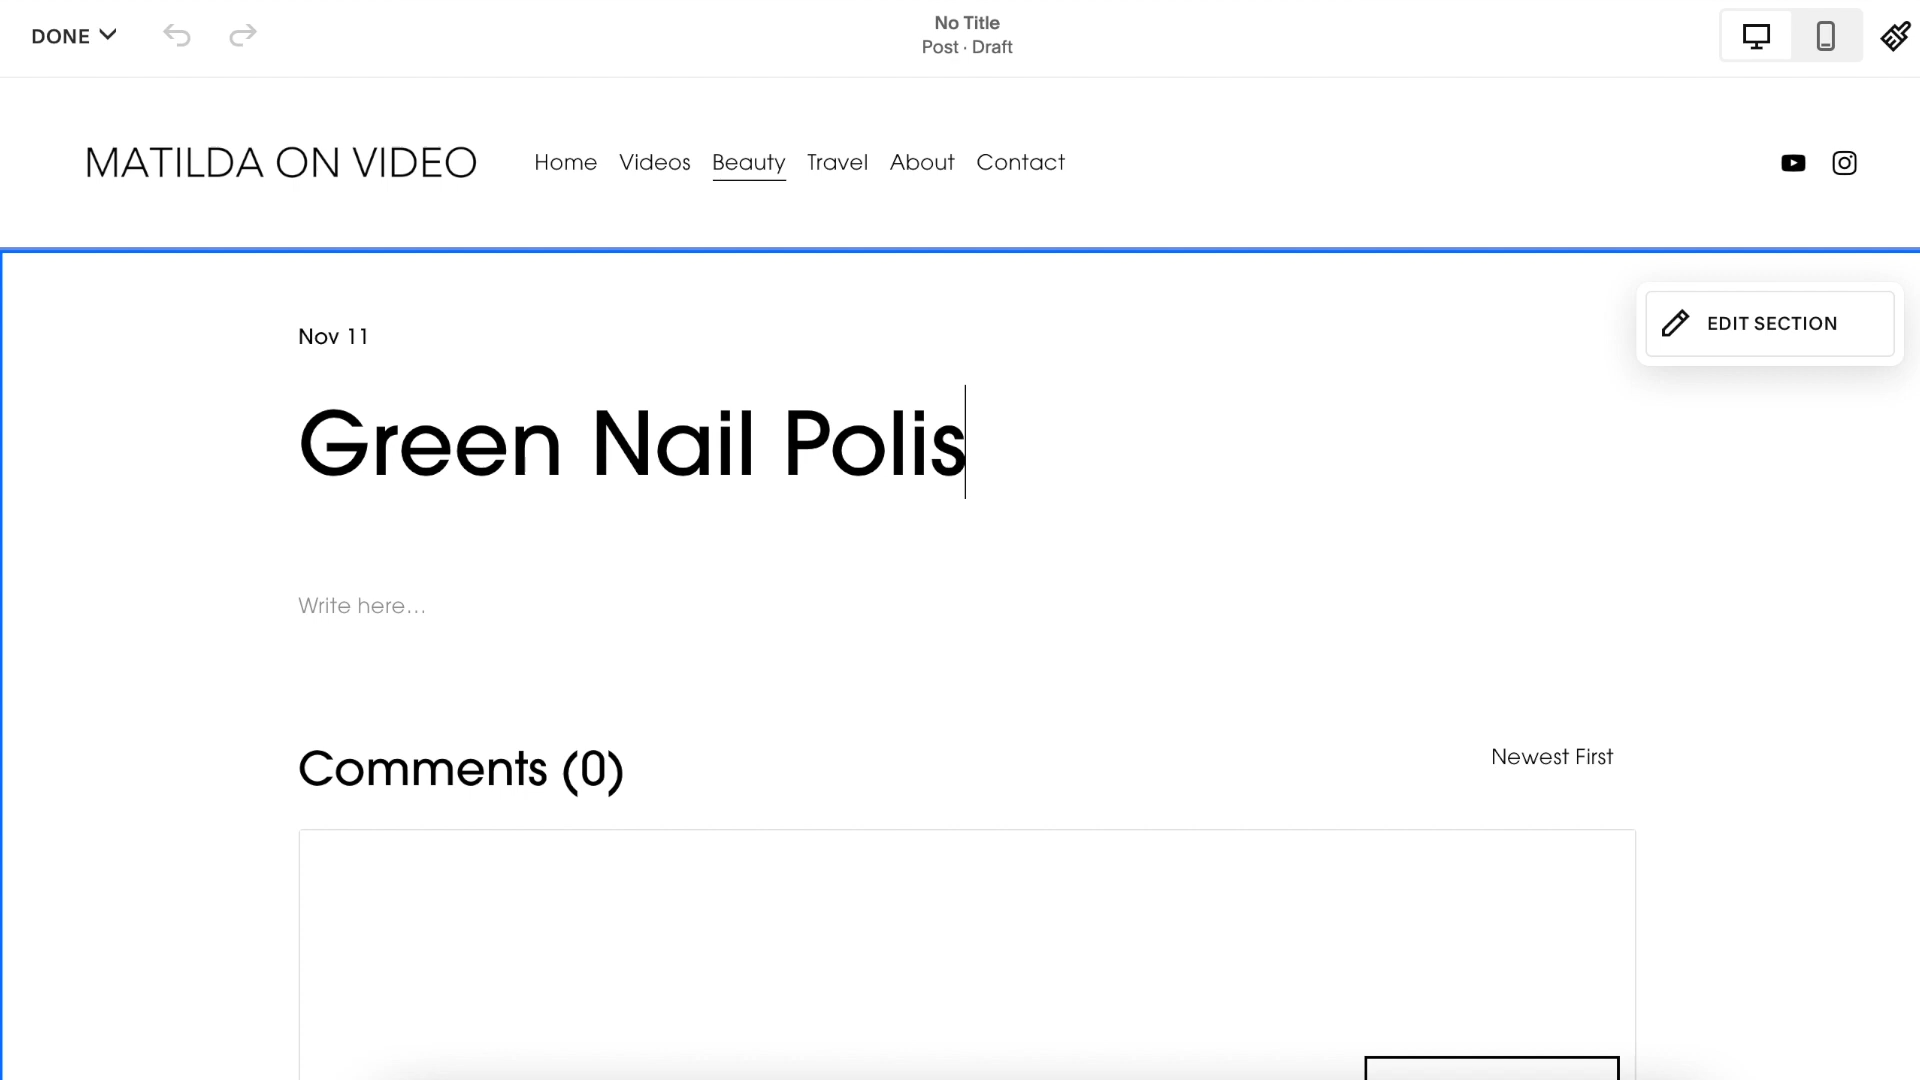 DONE
No Title
Post · Draft
MATILDA ON VIDEO
Home Videos Beauty Travel About Contact
Nov 11
EDIT SECTION
Green Nail Polis
Write here...
Comments (0)
Newest First